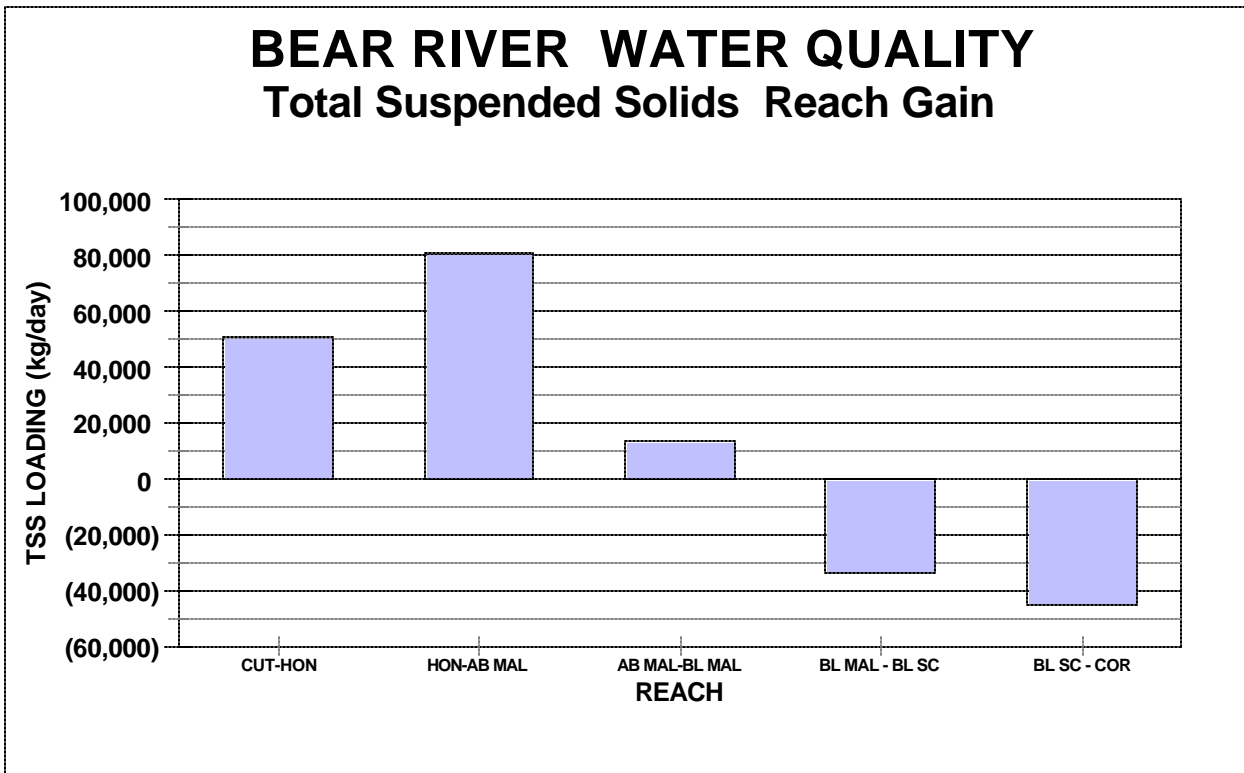 BEAR RIVER WATER QUALITY
Total Suspended Solids Reach Gain
100,000
80,000
60,000
40,000
20,000
0
(20,000)
(40,000)
(60,000)
TSS LOADING (kg/day)
CUT-HON
HON-AB MAL
AB MAL-BL MAL
BL MAL - BL SC
BL SC - COR
REACH